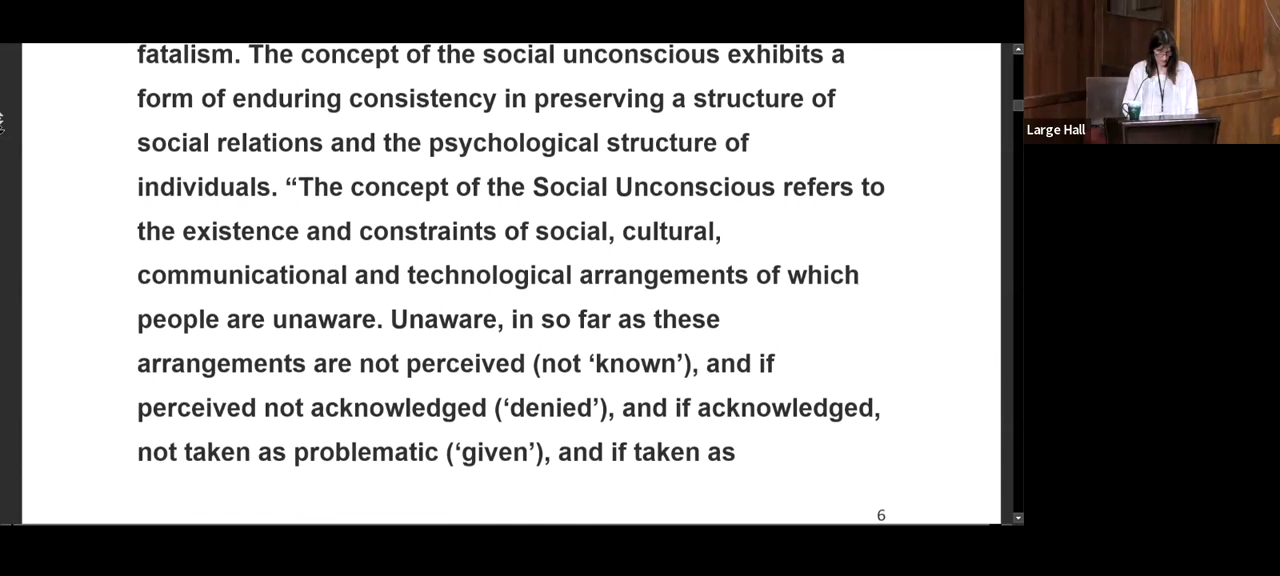 fatalism. The concept of the social unconscious exhibits a
form of enduring consistency in preserving a structure of
social relations and the psychological structure of
individuals. “The concept of the Social Unconscious refers to
the existence and constraints of social, cultural,
communicational and technological arrangements of which
people are unaware. Unaware, in so far as these
arrangements are not perceived (not ‘known’), and if
perceived not acknowledged (‘denied’), and if acknowledged,
not taken as problematic (‘given’), and if taken as
6
Large Hall